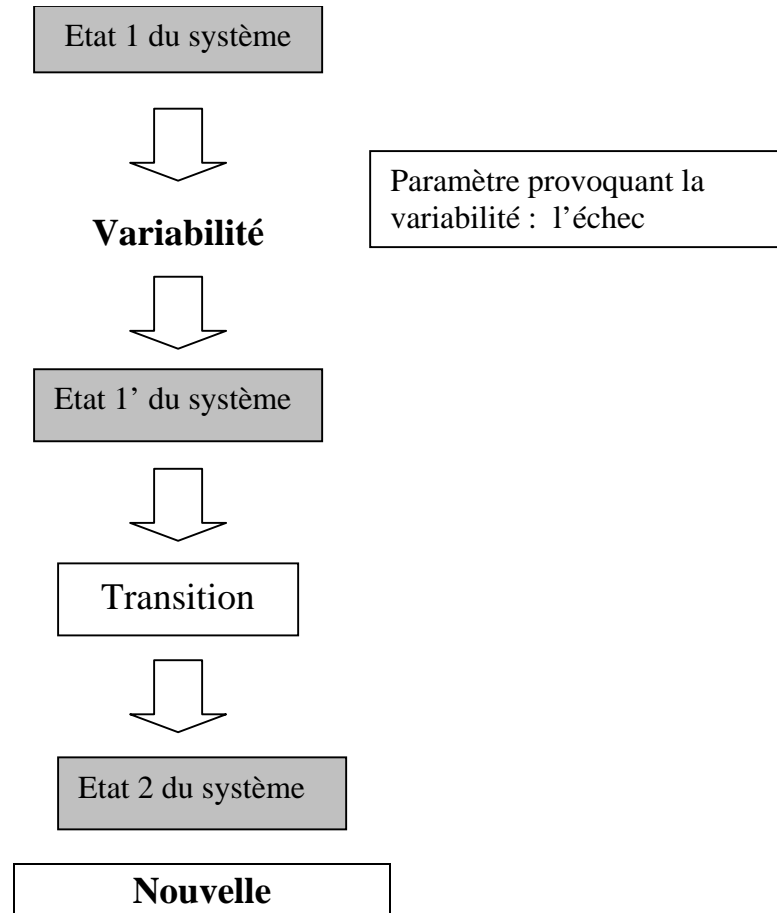 Etat 1 du système
Paramètre provoquant la
variabilité : l’échec
Variabilité
Etat 1’ du système
Transition
Etat 2 du système
Nouvelle